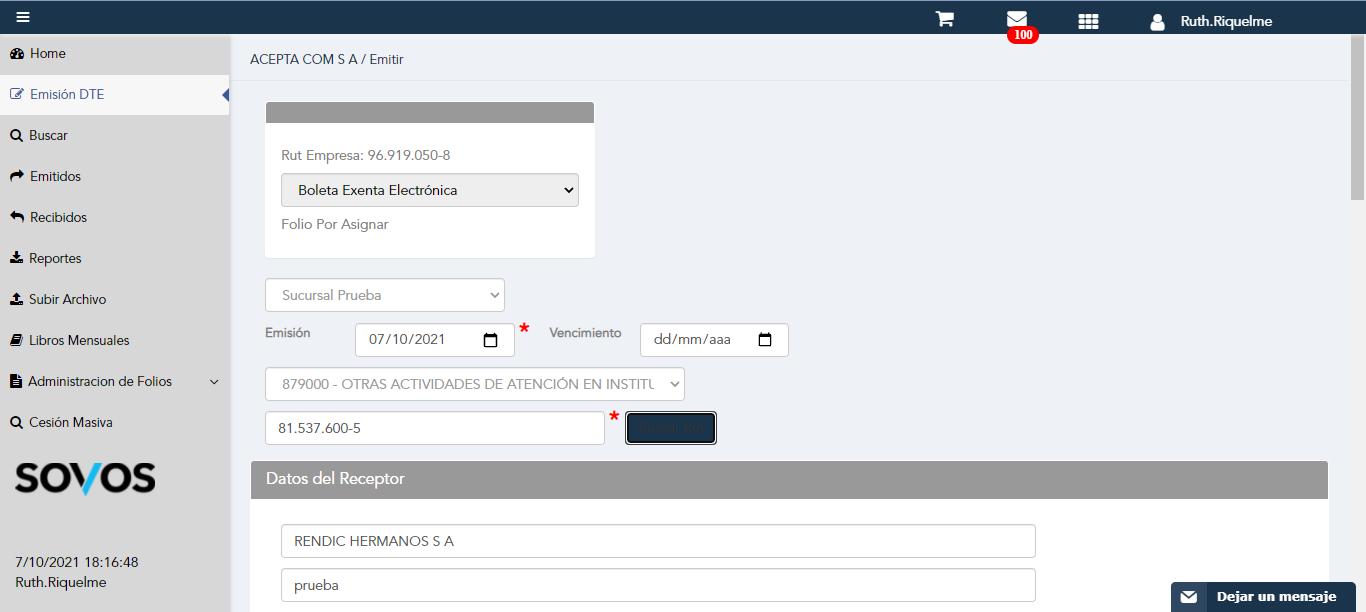 100
Ruth.Riquelme
Home
Emisión DTE
Buscar
Emitidos
Recibidos
Reportes
Subir Archivo
Libros Mensuales
Administracion de Folios
Cesión Masiva
SOVOS
7/10/2021 18:16:48
Ruth.Riquelme
ACEPTA COM S A / Emitir
Rut Empresa: 96.919.050-8
Boleta Exenta Electrónica
Folio Por Asignar
Sucursal Prueba
Emisión 07/10/2021 * Vencimiento dd/mm/aaa
879000 - OTRAS ACTIVIDADES DE ATENCIÓN EN INSTITU
81.537.600-5 *
Datos del Receptor
RENDIC HERMANOS S A
prueba
Dejar un mensaje